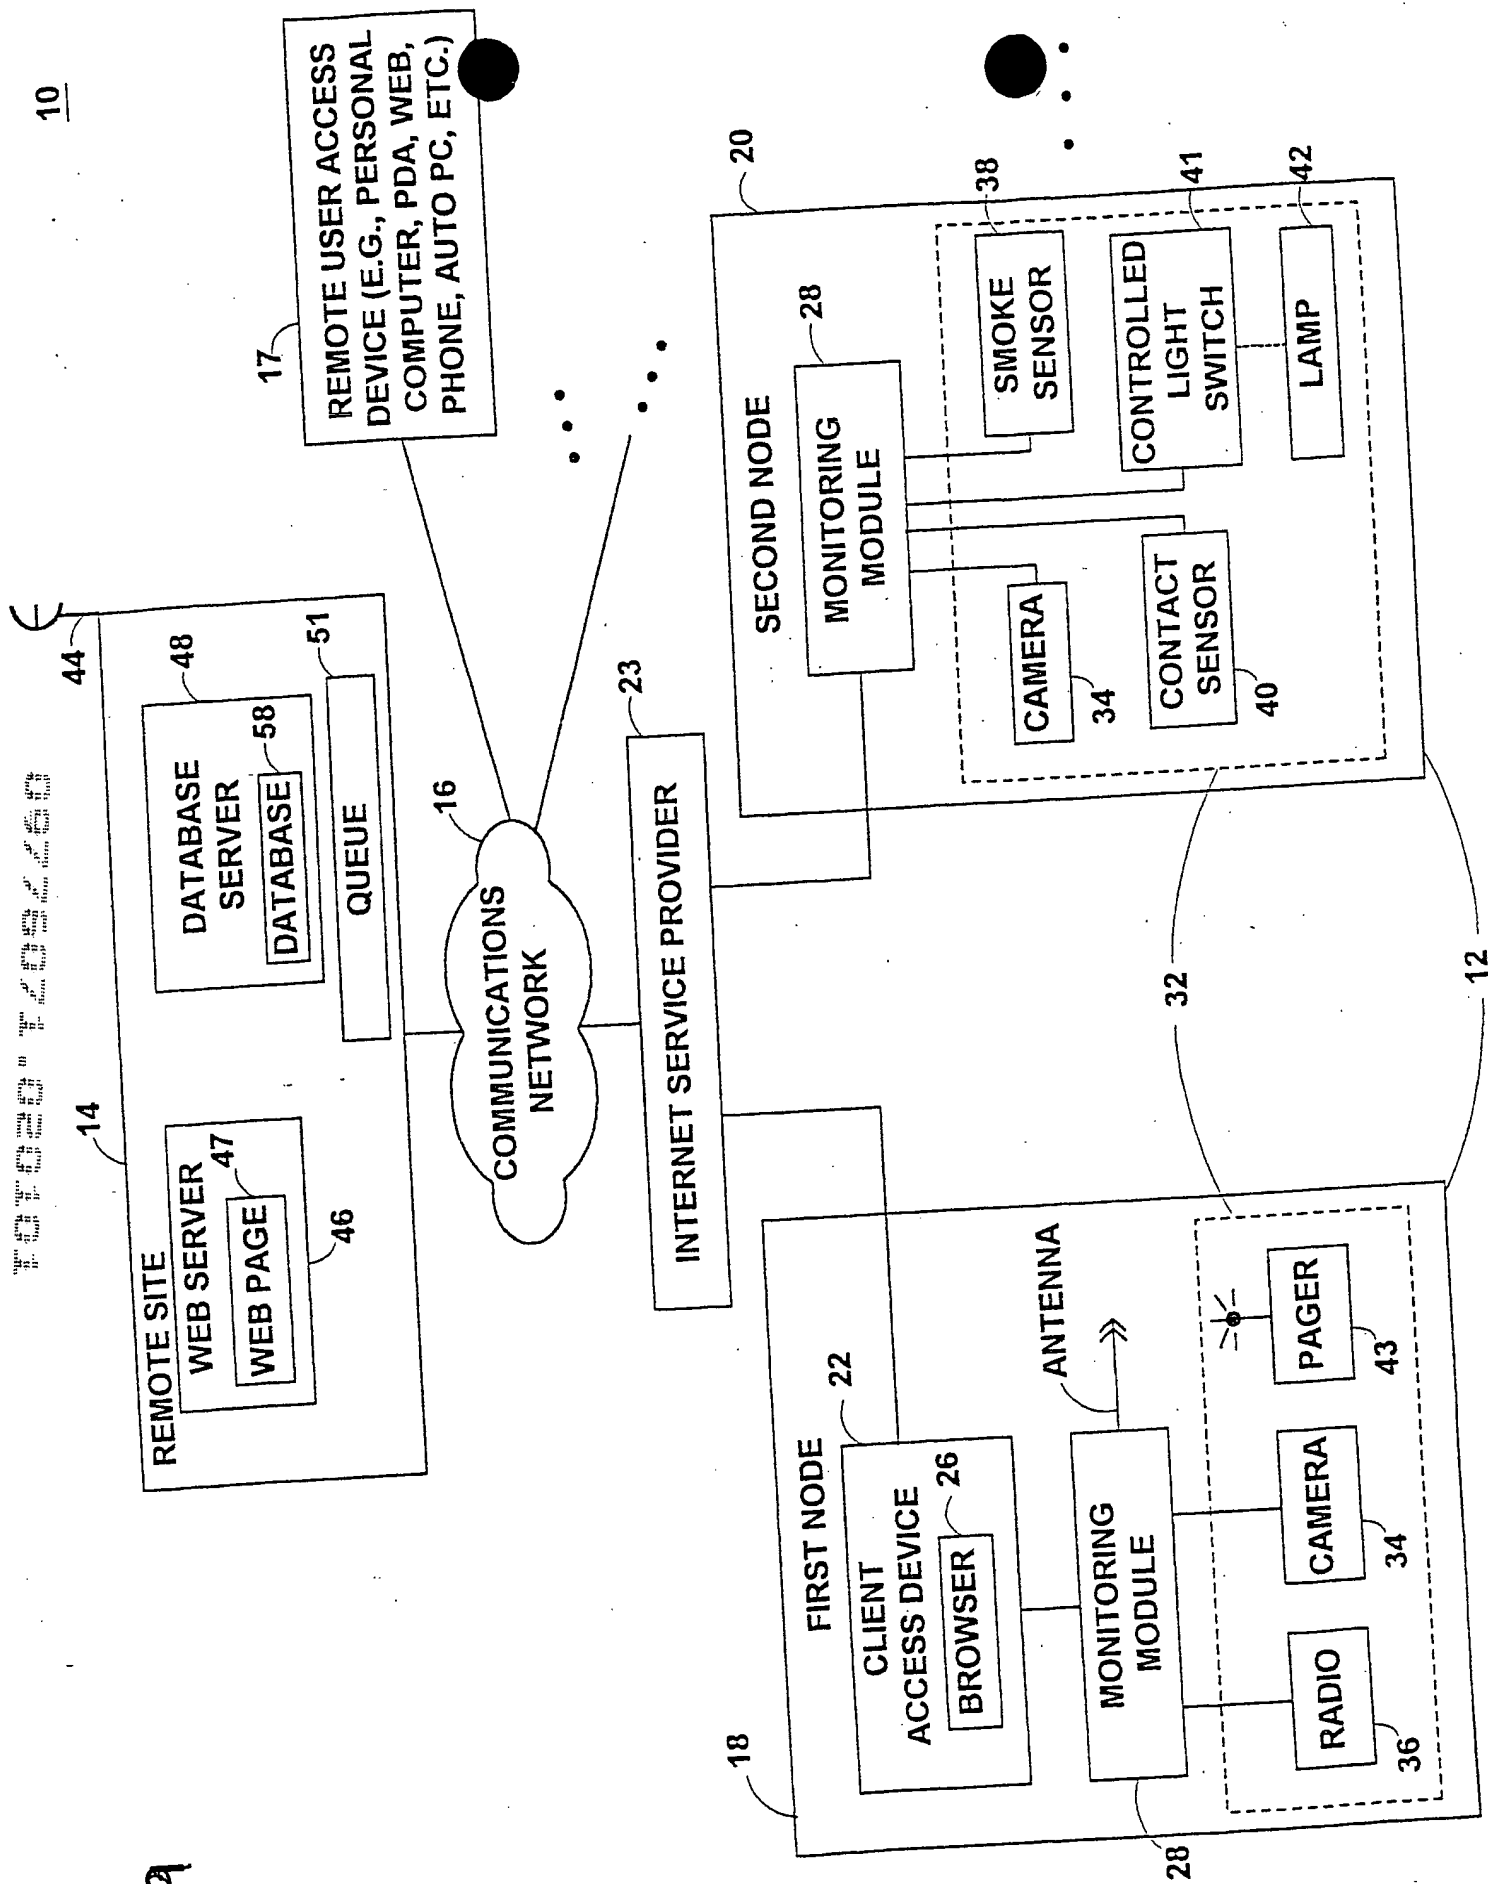 10
09775071.020101
17
REMOTE USER ACCESS
DEVICE (E.G., PERSONAL
COMPUTER, PDA, WEB,
PHONE, AUTO PC, ETC.)
14
REMOTE SITE
WEB SERVER
47
WEB PAGE
46
44
48
DATABASE
SERVER
58
DATABASE
51
QUEUE
16
COMMUNICATIONS
NETWORK
23
INTERNET SERVICE PROVIDER
18
FIRST NODE
22
CLIENT
ACCESS DEVICE
26
BROWSER
ANTENNA
28
MONITORING
MODULE
RADIO
36
CAMERA
34
PAGER
43
20
SECOND NODE
28
MONITORING
MODULE
38
SMOKE
SENSOR
CAMERA
34
41
CONTROLLED
LIGHT
SWITCH
CONTACT
SENSOR
40
42
LAMP
32
12